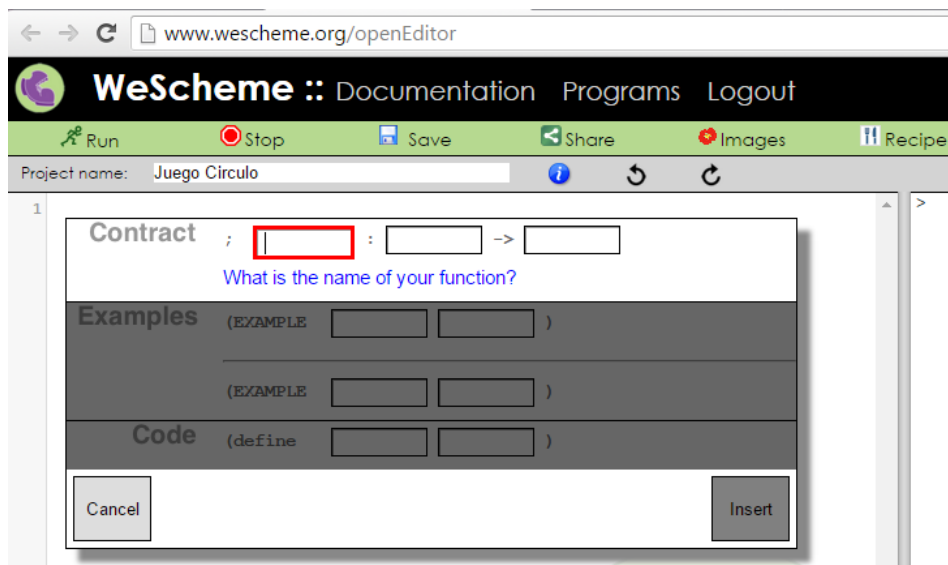 www.wescheme.org/openEditor
WeScheme :: Documentation Programs Logout
Run Stop Save Share Images Recipe
Project name: Juego Circulo
1
>
Contract ; : ->
What is the name of your function?
Examples (EXAMPLE )
(EXAMPLE )
Code (define )
Cancel Insert